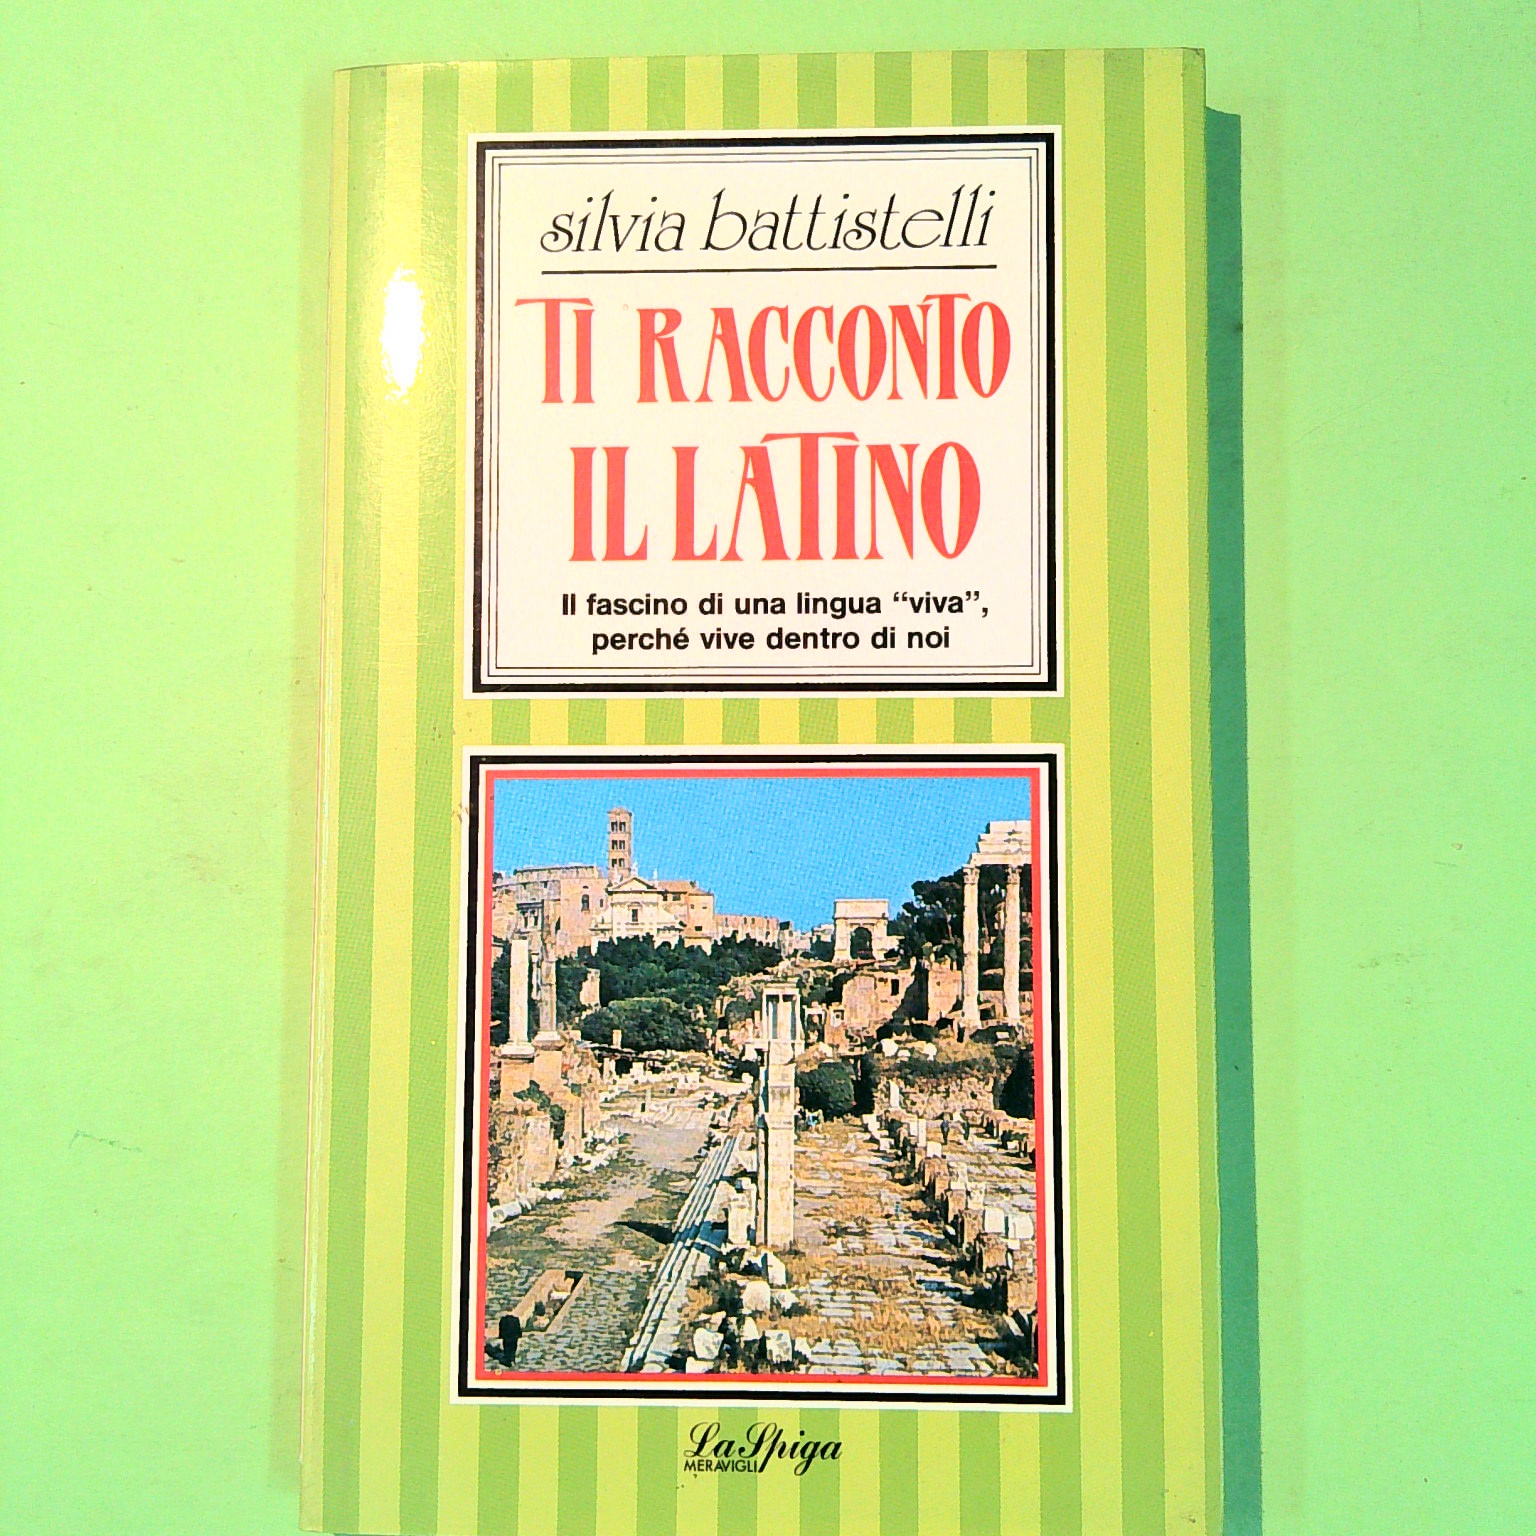 silvia battistelli
TI RACCONTO
IL LATINO
Il fascino di una lingua “viva”,
perché vive dentro di noi
La Spiga
MERAVIGLI